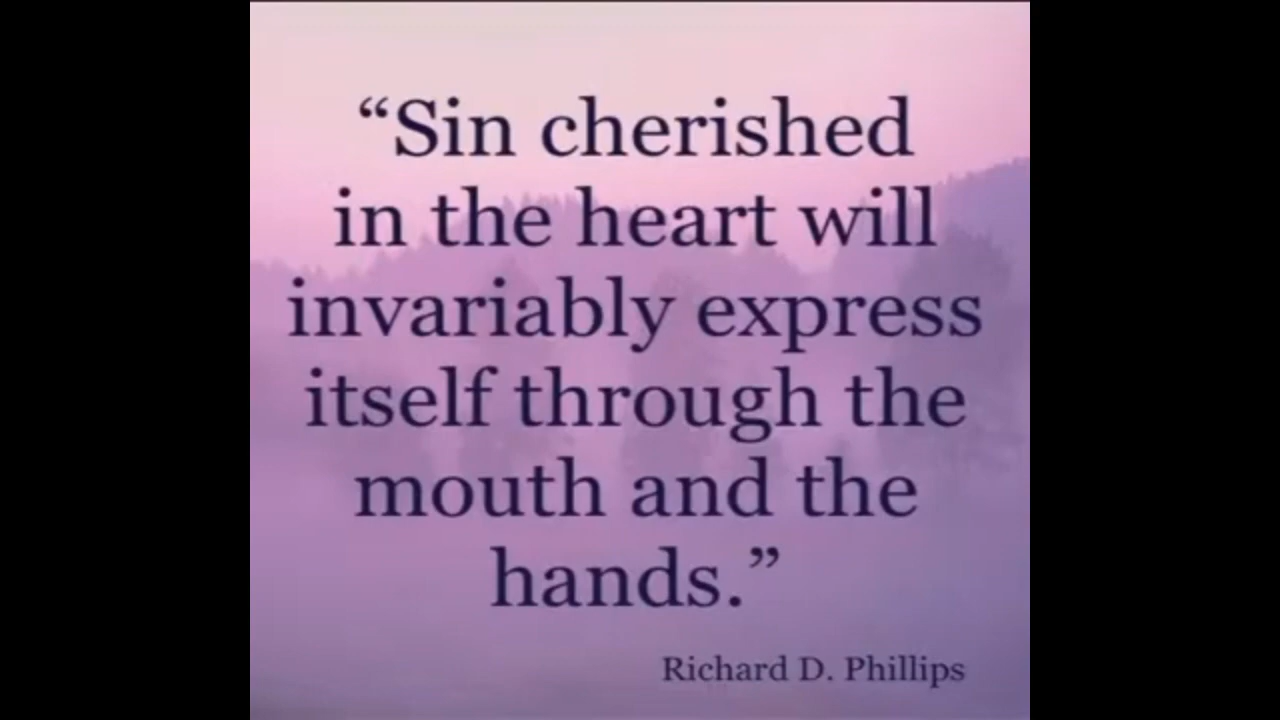 “Sin cherished
in the heart will
invariably express
itself through the
mouth and the
hands.”
Richard D. Phillips